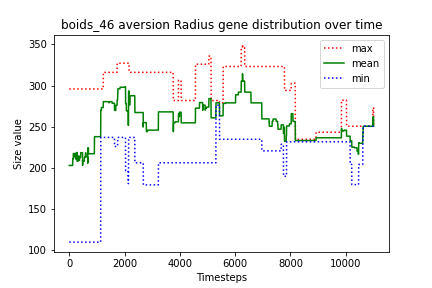 boids_46 aversion Radius gene distribution over time
max
mean
min
Size value
350
300
250
200
150
100
0
2000
4000
6000
8000
10000
Timesteps